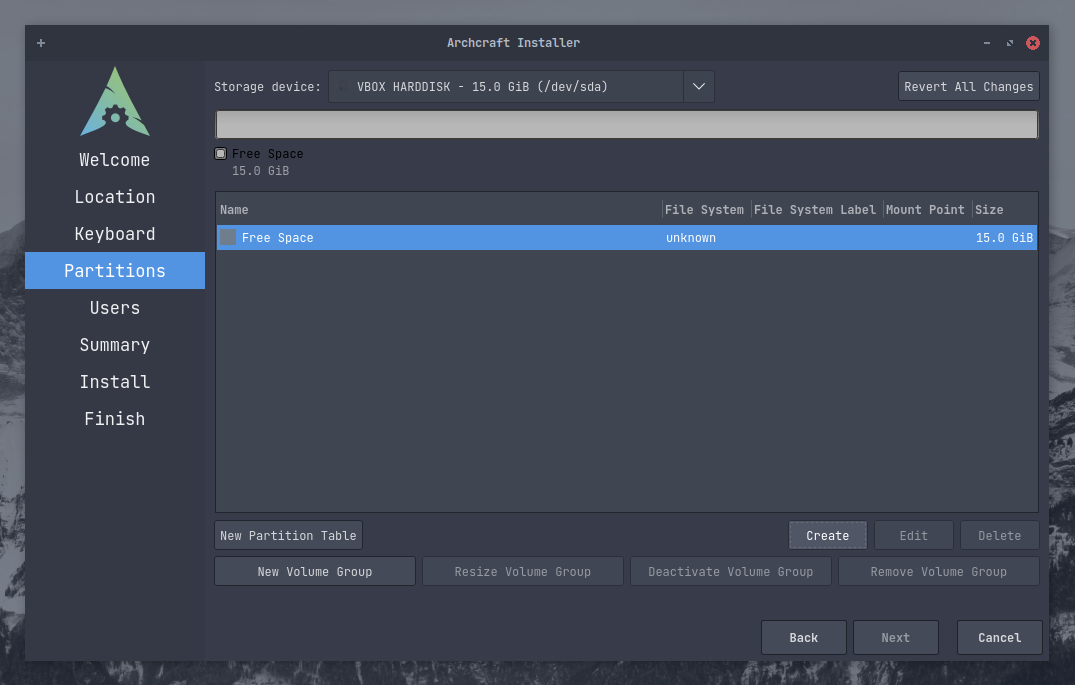 Archcraft Installer
Welcome
Location
Keyboard
Partitions
Users
Summary
Install
Finish
Storage device: VBOX HARDDISK - 15.0 GiB (/dev/sda) Revert All Changes
Free Space
15.0 GiB
Name File System File System Label Mount Point Size
Free Space unknown 15.0 GiB
New Partition Table Create Edit Delete
New Volume Group Resize Volume Group Deactivate Volume Group Remove Volume Group
Back Next Cancel